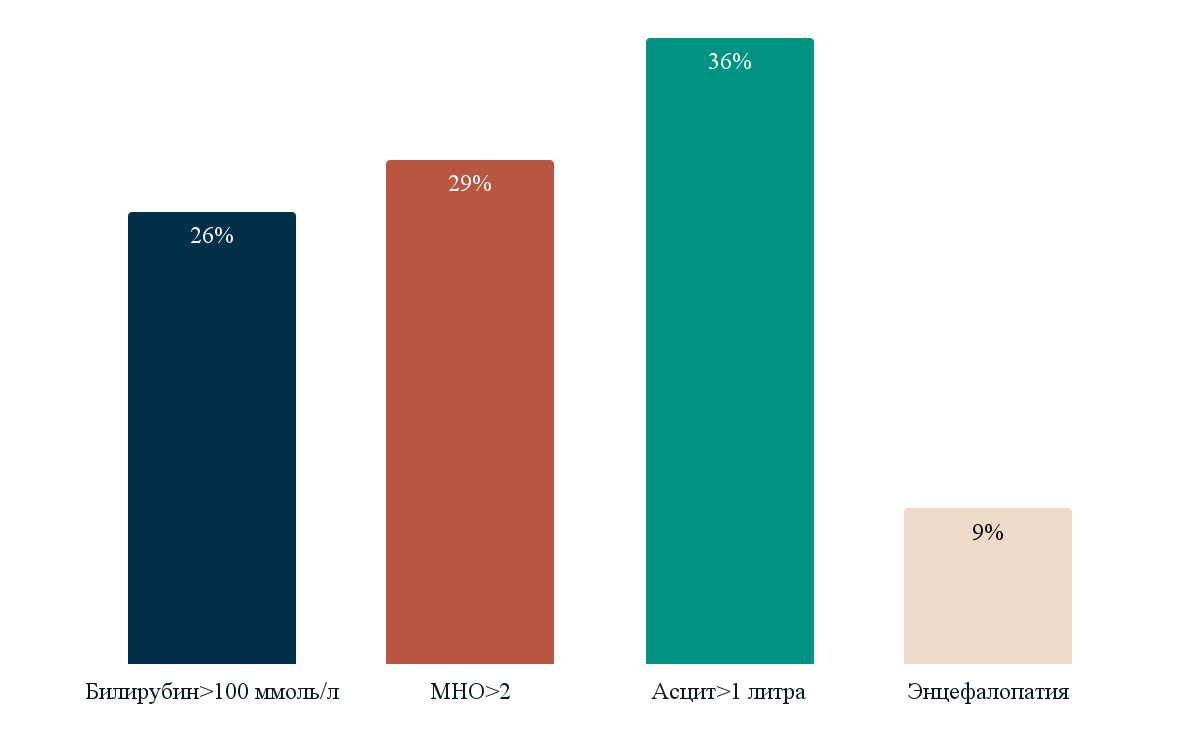 36%
29%
26%
9%
Билирубин>100 ммоль/л
МНО>2
Асцит>1 литра
Энцефалопатия